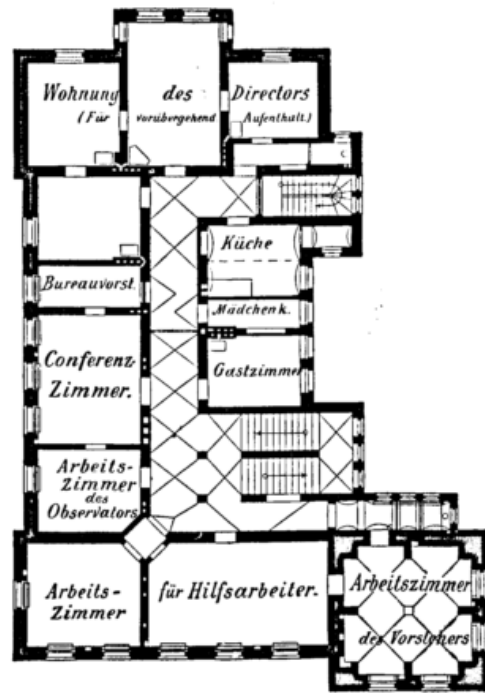 Wohnung des Directors
(Für vorübergehend Aufenthalt.)
Küche
Bureauvorst.
Mädchenk.
Conferenz-
Zimmer.
Gastzimmer
Arbeits-
zimmer
des
Observators
Arbeits-
Zimmer
für Hilfsarbeiter.
Arbeitszimmer
des Vorstehers